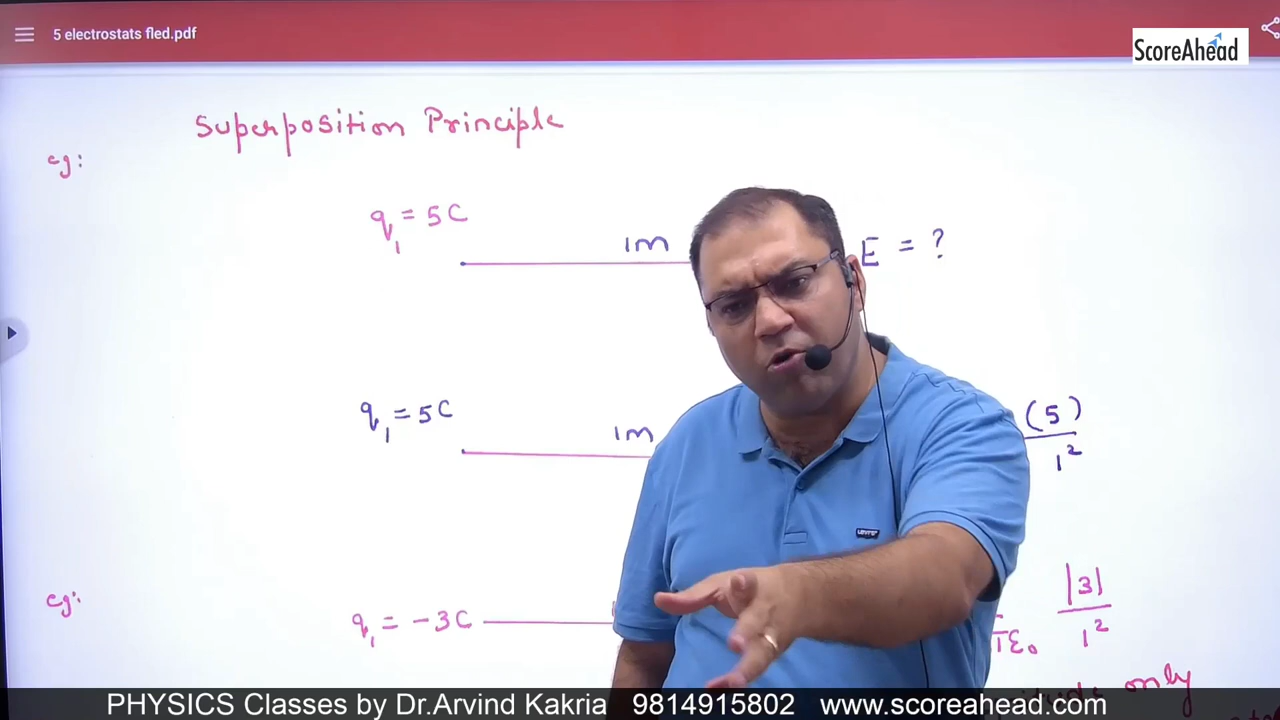 5 electrostats fled.pdf
ScoreAhead
Superposition Principle
eg:
q₁ = 5C
1m
E = ?
q₁ = 5C
1m
(5)
1²
eg:
q₁ = -3C
|3|
πε₀ 1²
only
PHYSICS Classes by Dr.Arvind Kakria 9814915802 www.scoreahead.com